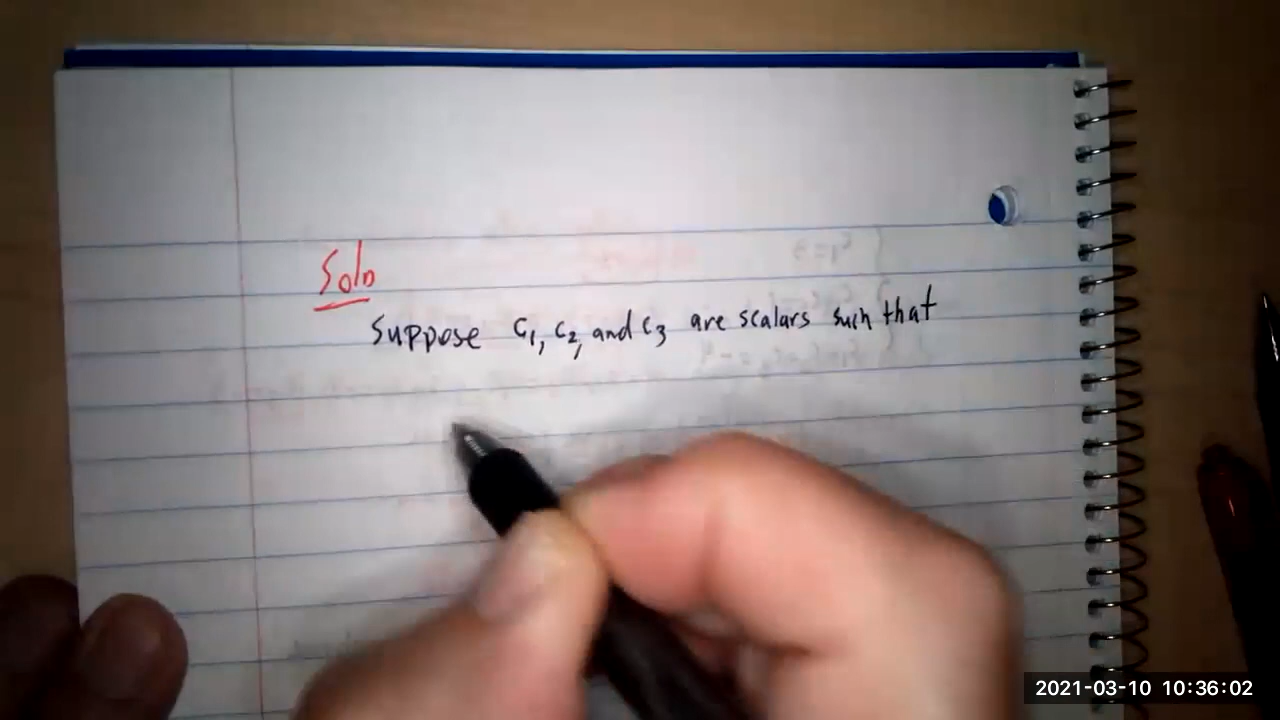 Soln
Suppose c1, c2, and c3 are scalars such that
2021-03-10 10:36:02